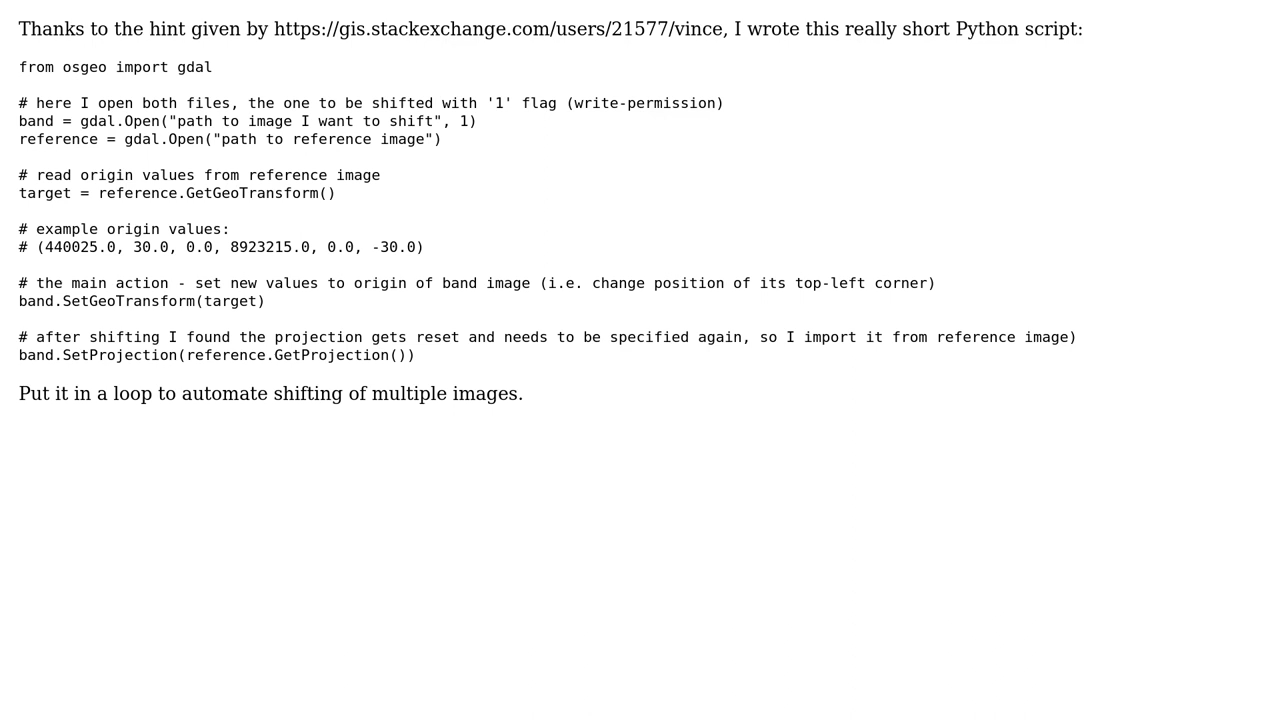 Thanks to the hint given by https://gis.stackexchange.com/users/21577/vince, I wrote this really short Python script:
from osgeo import gdal
# here I open both files, the one to be shifted with '1' flag (write-permission)
band = gdal.Open("path to image I want to shift", 1)
reference = gdal.Open("path to reference image")
# read origin values from reference image
target = reference.GetGeoTransform()
# example origin values:
# (440025.0, 30.0, 0.0, 8923215.0, 0.0, -30.0)
# the main action - set new values to origin of band image (i.e. change position of its top-left corner)
band.SetGeoTransform(target)
# after shifting I found the projection gets reset and needs to be specified again, so I import it from reference image)
band.SetProjection(reference.GetProjection())
Put it in a loop to automate shifting of multiple images.